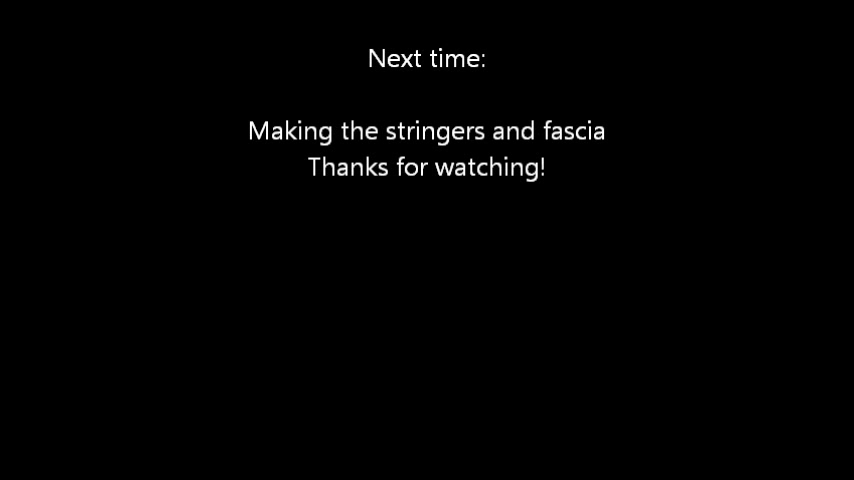 Next time:
Making the stringers and fascia
Thanks for watching!